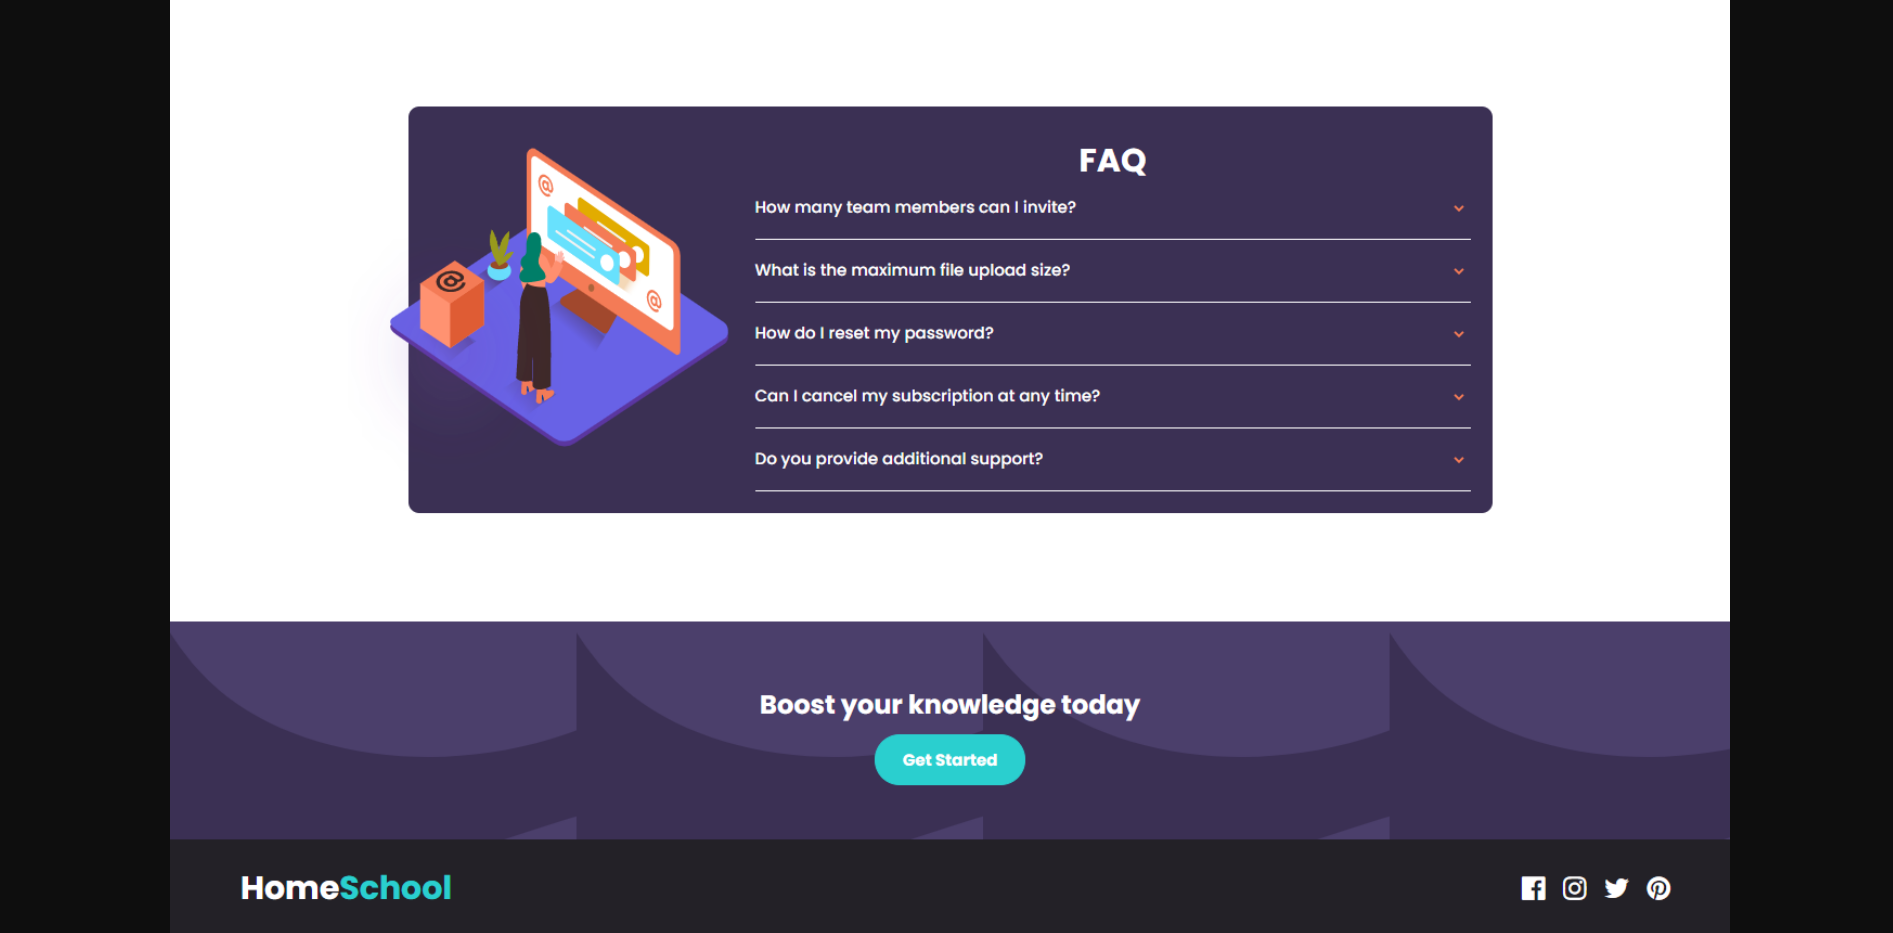 FAQ
How many team members can I invite?
What is the maximum file upload size?
How do I reset my password?
Can I cancel my subscription at any time?
Do you provide additional support?
@
@
@
Boost your knowledge today
Get Started
HomeSchool